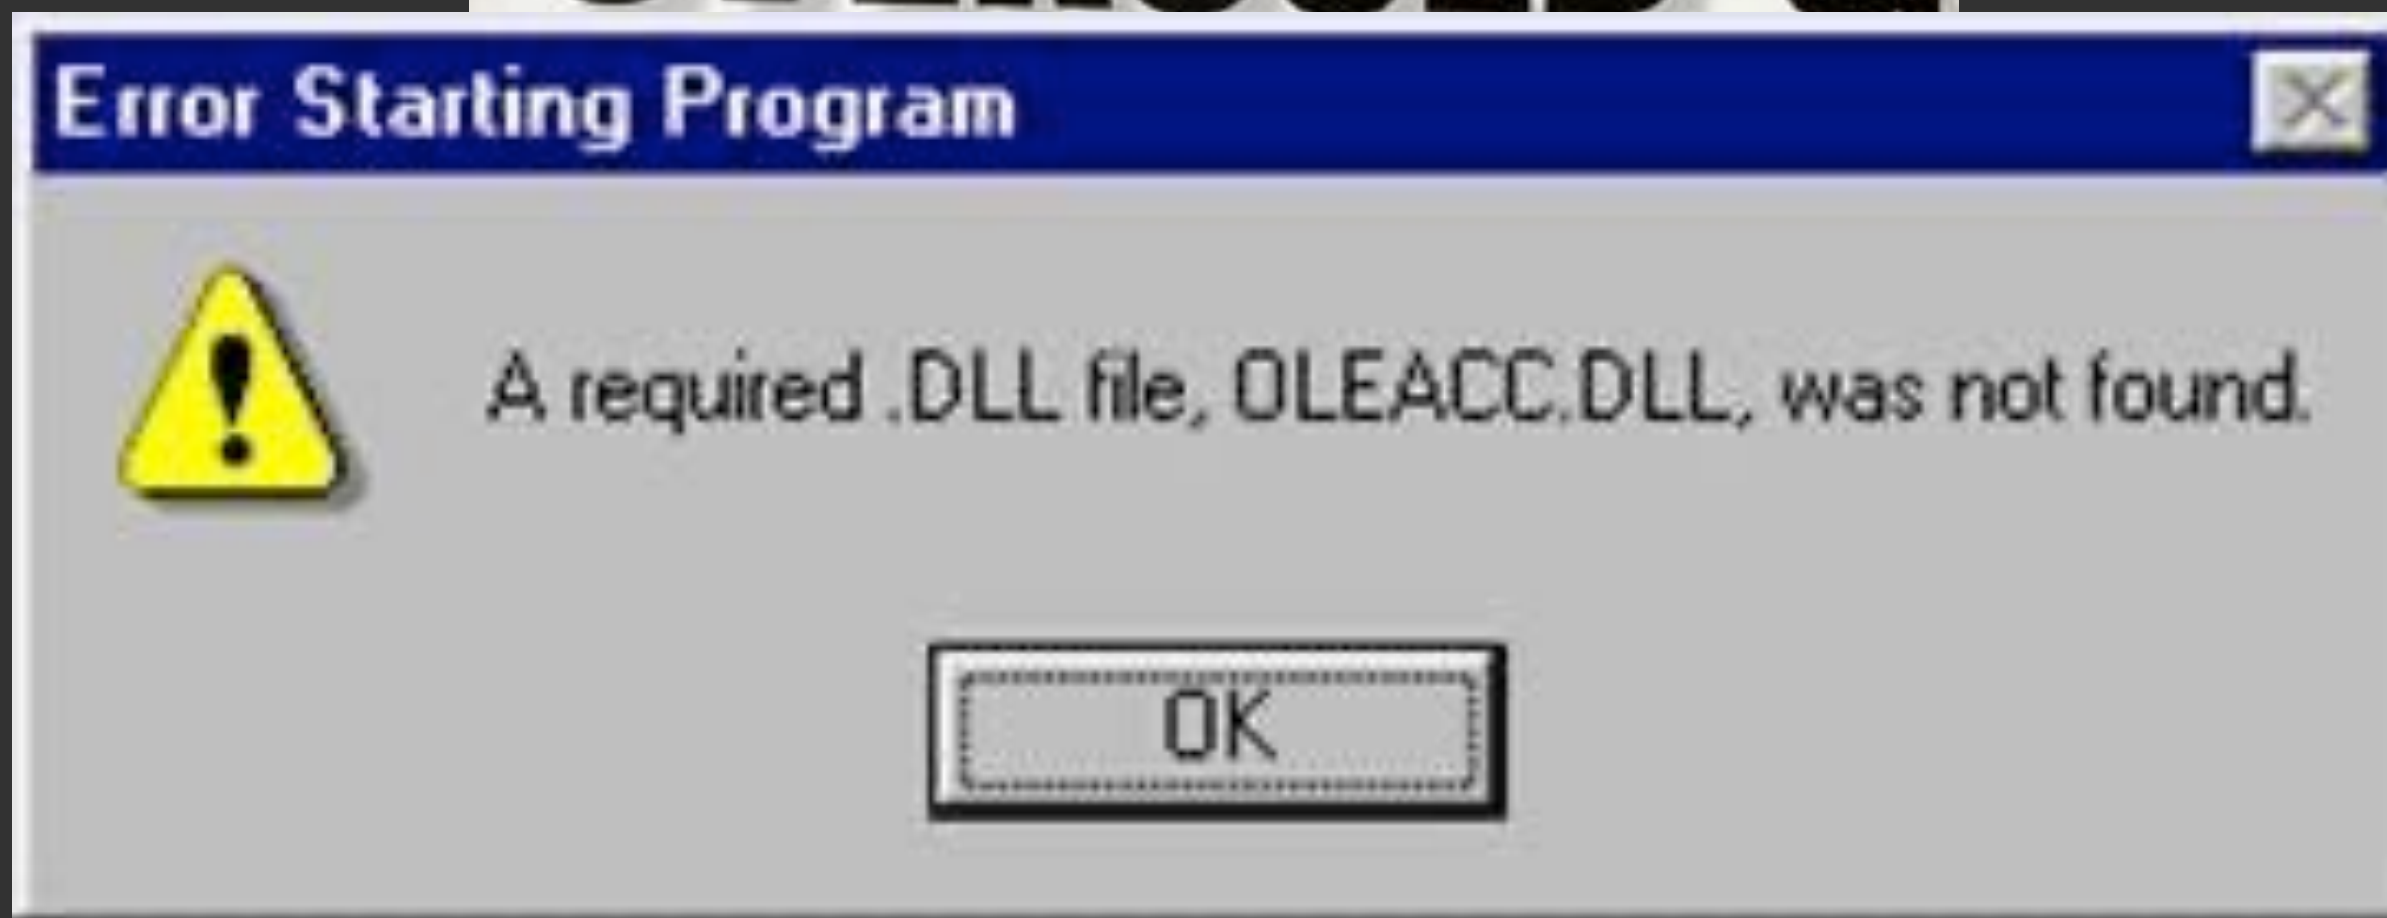 Error Starting Program
A required .DLL file, OLEACC.DLL, was not found.
OK